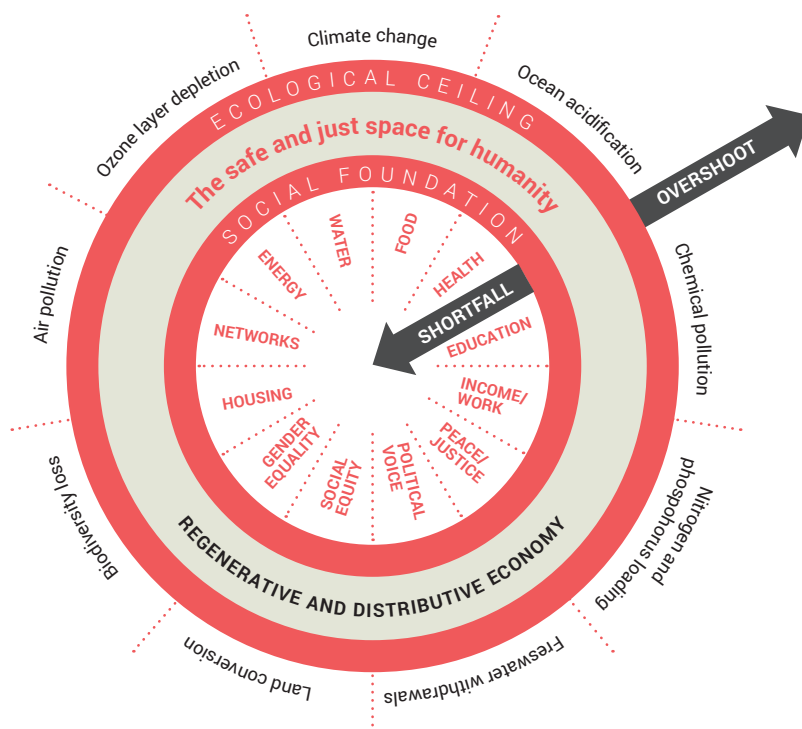 Climate change
Ocean acidification
Chemical pollution
Nitrogen and
phospohorus loading
Freswater withdrawals
Land conversion
Biodiversity loss
Air pollution
Ozone layer depletion
OVERSHOOT
ECOLOGICAL CEILING
The safe and just space for humanity
SOCIAL FOUNDATION
SHORTFALL
WATER
FOOD
HEALTH
EDUCATION
INCOME/
WORK
PEACE/
JUSTICE
POLITICAL
VOICE
SOCIAL
EQUITY
GENDER
EQUALITY
HOUSING
NETWORKS
ENERGY
REGENERATIVE AND DISTRIBUTIVE ECONOMY